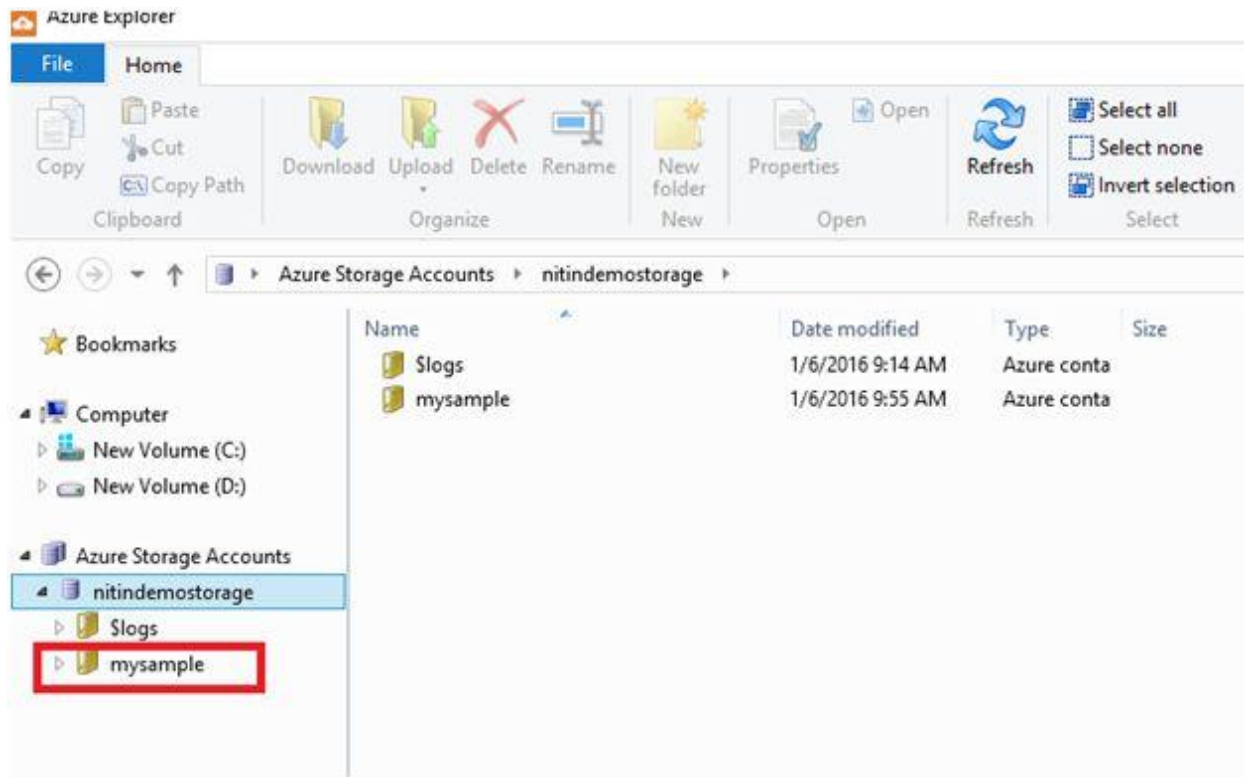 Azure Explorer
File Home
Copy
Paste
Cut
Copy Path
Clipboard
Download Upload Delete Rename
Organize
New folder
New
Properties
Open
Open
Refresh
Refresh
Select all
Select none
Invert selection
Select
Azure Storage Accounts nitindemostorage
Bookmarks
Computer
New Volume (C:)
New Volume (D:)
Azure Storage Accounts
nitindemostorage
$logs
mysample
Name Date modified Type Size
$logs 1/6/2016 9:14 AM Azure conta
mysample 1/6/2016 9:55 AM Azure conta